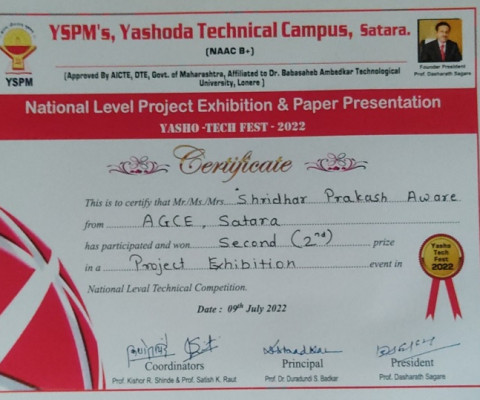 YSPM's, Yashoda Technical Campus, Satara.
(NAAC B+)
YSPM
Founder President
Prof. Dasharath Sagare
[Approved By AICTE, DTE, Govt. of Maharashtra, Affiliated to Dr. Babasaheb Ambedkar Technological
University, Lonere ]
National Level Project Exhibition & Paper Presentation
YASHO -TECH FEST - 2022
Certificate
This is to certify that Mr./Ms./Mrs. Shridhar Prakash Aware
from AGCE, Satara
has participated and won Second (2nd) prize
in a Project Exhibition event in
National Leval Technical Competition.
Yasho
Tech
Fest
2022
Date : 09th July 2022
Coordinators
Prof. Kishor R. Shinde & Prof. Satish K. Raut
Principal
Prof. Dr. Duradundi S. Badkar
President
Prof. Dasharath Sagare